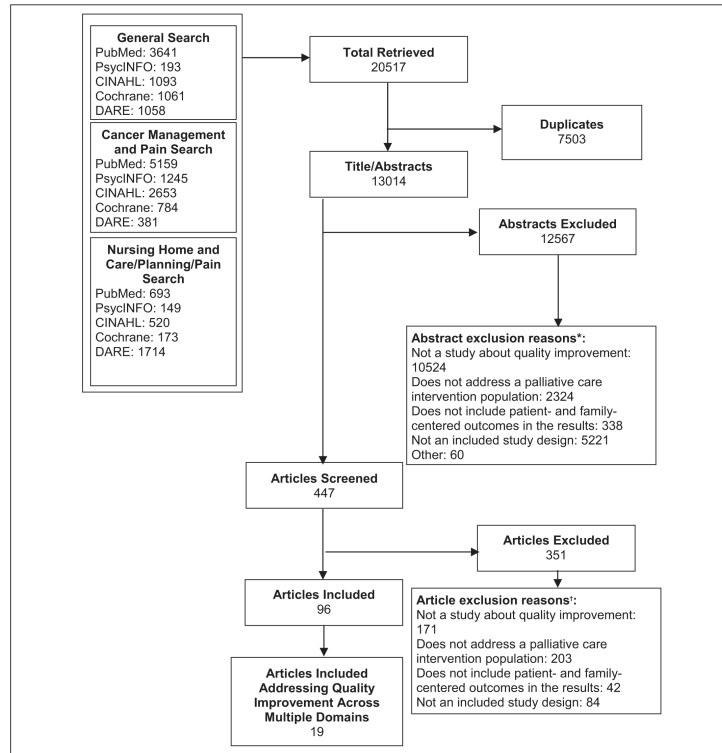 General Search
PubMed: 3641
PsycINFO: 193
CINAHL: 1093
Cochrane: 1061
DARE: 1058
Cancer Management
and Pain Search
PubMed: 5159
PsycINFO: 1245
CINAHL: 2653
Cochrane: 784
DARE: 381
Nursing Home and
Care/Planning/Pain
Search
PubMed: 693
PsycINFO: 149
CINAHL: 520
Cochrane: 173
DARE: 1714
Total Retrieved
20517
Duplicates
7503
Title/Abstracts
13014
Abstracts Excluded
12567
Abstract exclusion reasons*:
Not a study about quality improvement:
10524
Does not address a palliative care
intervention population: 2324
Does not include patient- and family-
centered outcomes in the results: 338
Not an included study design: 5221
Other: 60
Articles Screened
447
Articles Excluded
351
Articles Included
96
Article exclusion reasons†:
Not a study about quality improvement:
171
Does not address a palliative care
intervention population: 203
Does not include patient- and family-
centered outcomes in the results: 42
Not an included study design: 84
Articles Included
Addressing Quality
Improvement Across
Multiple Domains
19